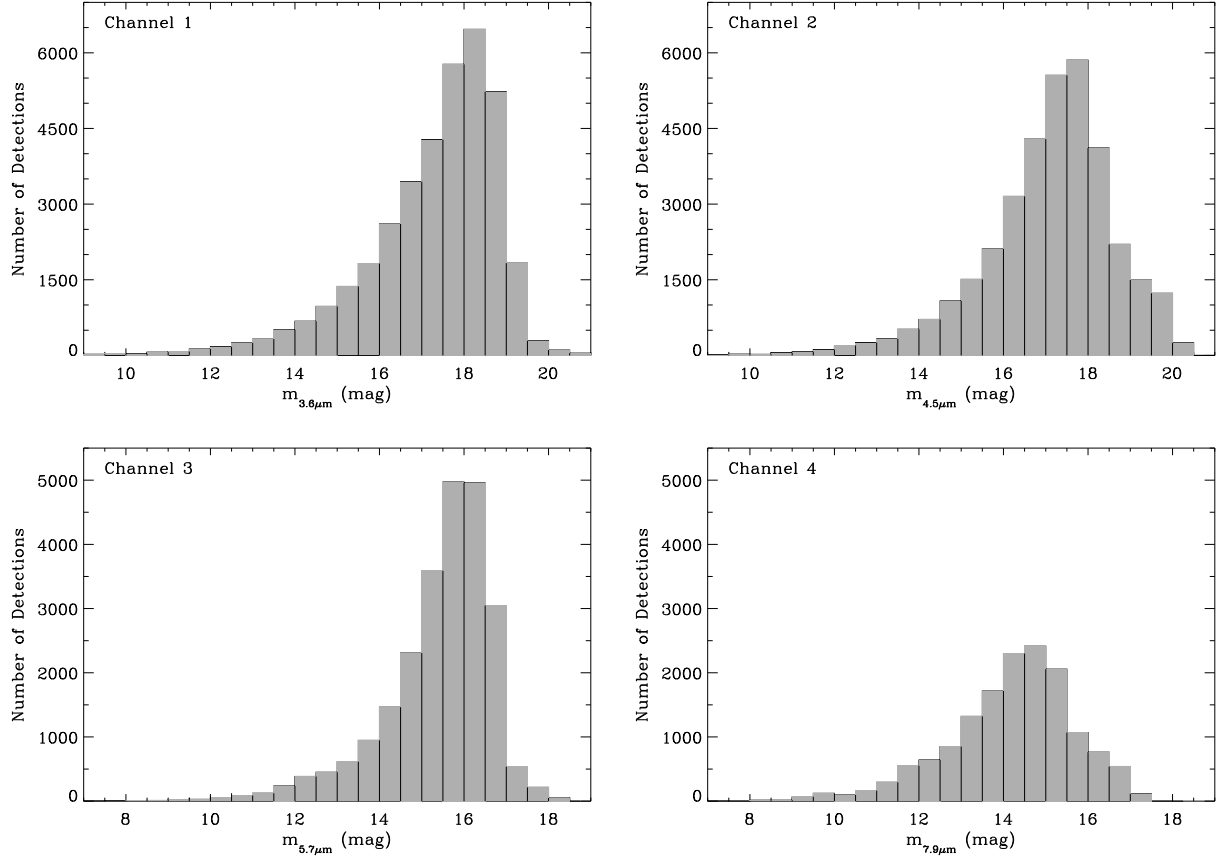 Channel 1
6000
4500
3000
1500
0
Number of Detections
10 12 14 16 18 20
m3.6μm (mag)
Channel 2
6000
4500
3000
1500
0
Number of Detections
10 12 14 16 18 20
m4.5μm (mag)
Channel 3
5000
4000
3000
2000
1000
0
Number of Detections
8 10 12 14 16 18
m5.7μm (mag)
Channel 4
5000
4000
3000
2000
1000
0
Number of Detections
8 10 12 14 16 18
m7.9μm (mag)